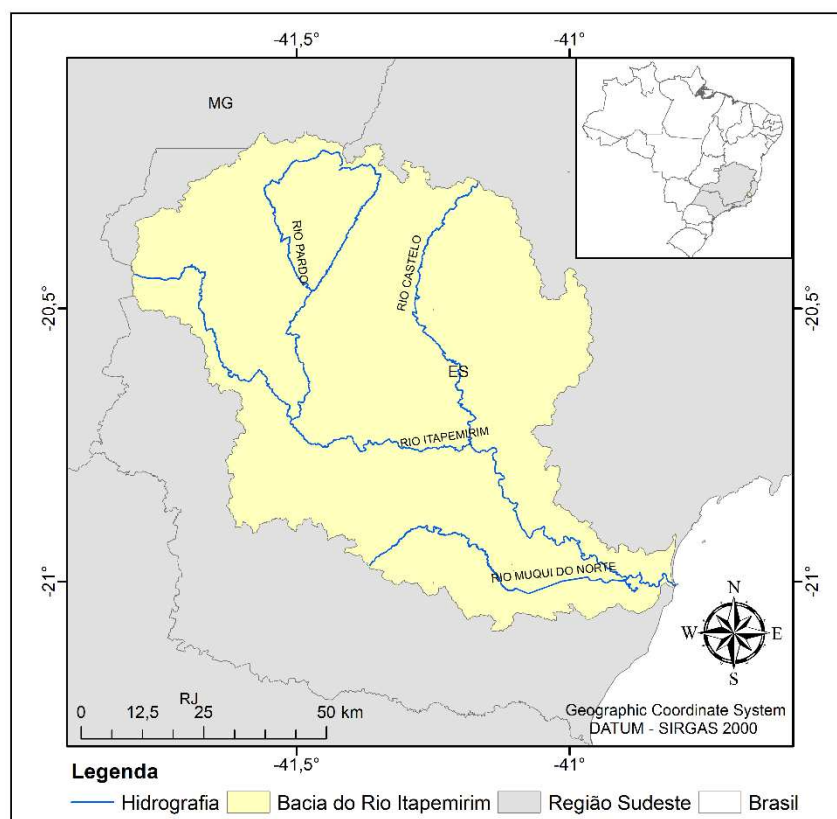 -41,5°
-41°
MG
RIO PARDO
RIO CASTELO
-20,5°
-20,5°
ES
RIO ITAPEMIRIM
-21°
-21°
RIO MUQUI DO NORTE
N
W E
S
RJ
0 12,5 25 50 km
Geographic Coordinate System
DATUM - SIRGAS 2000
-41,5°
-41°
Legenda
Hidrografia Bacia do Rio Itapemirim Região Sudeste Brasil